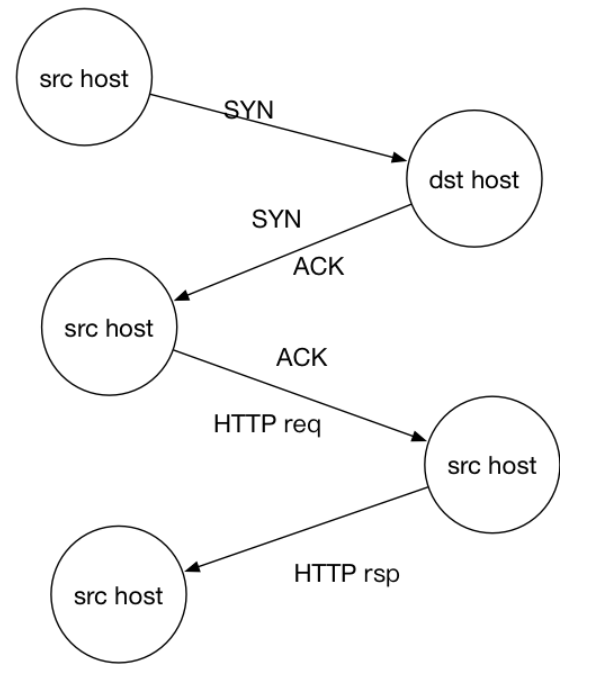 src host
SYN
dst host
SYN
ACK
src host
ACK
HTTP req
src host
HTTP rsp
src host